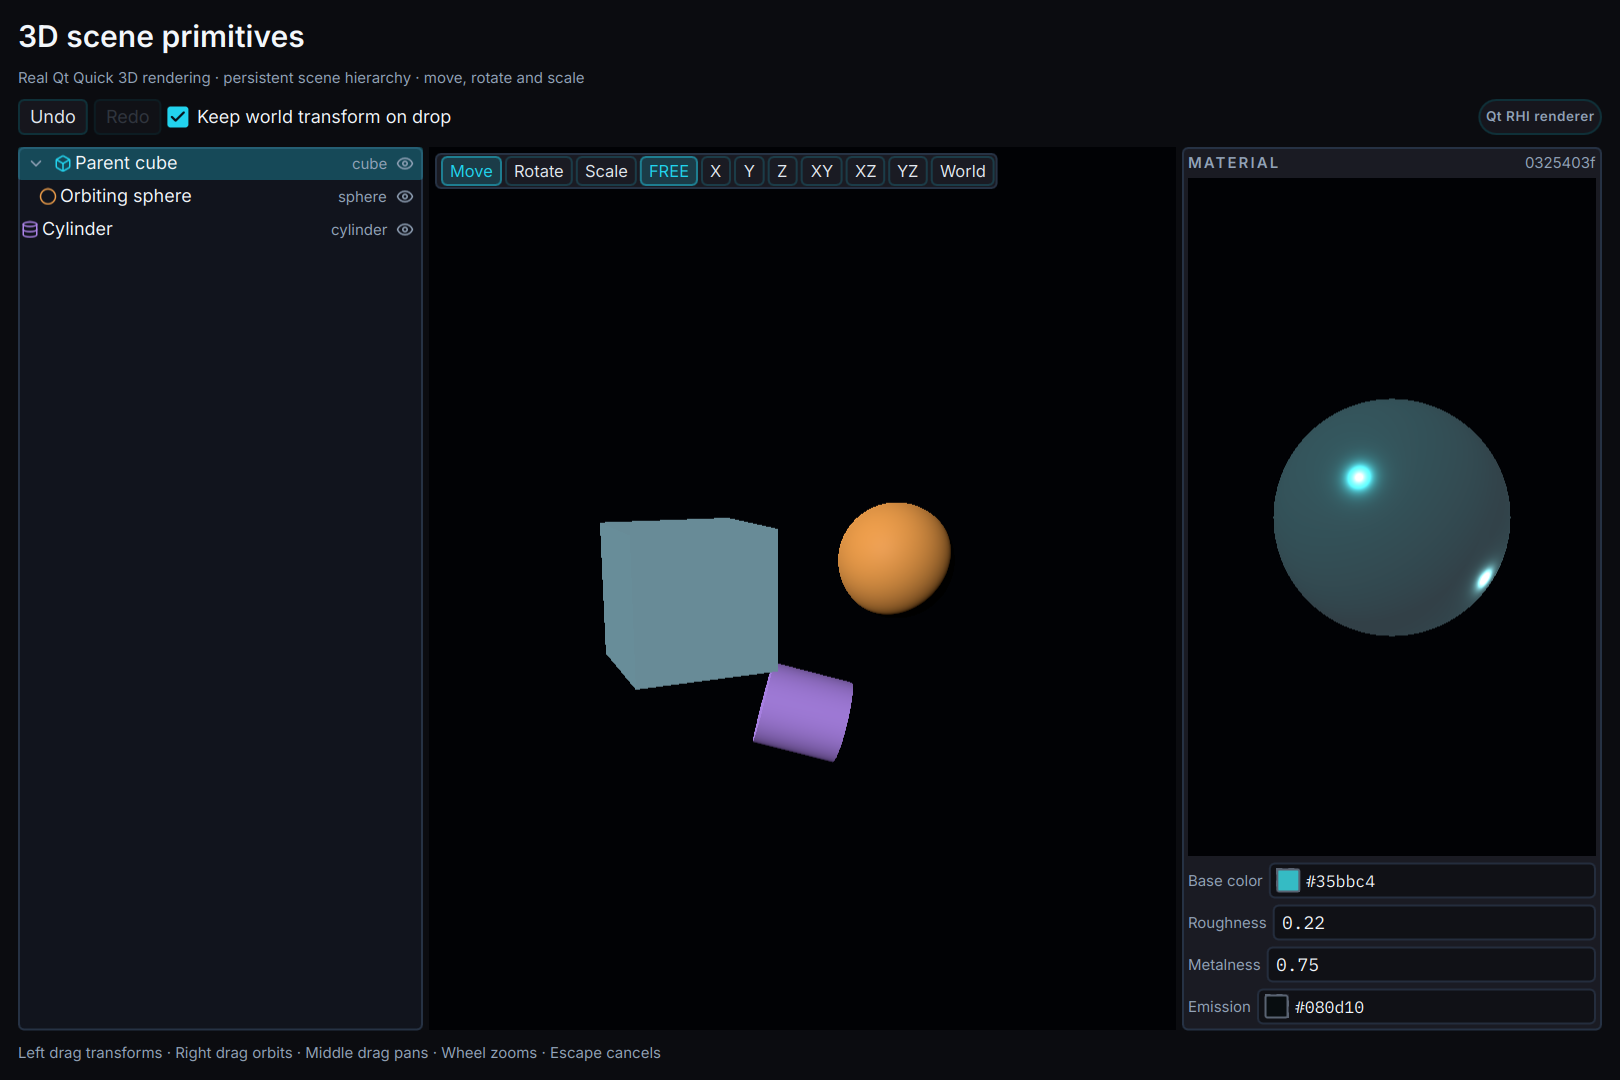 3D scene primitives
Real Qt Quick 3D rendering · persistent scene hierarchy · move, rotate and scale
Undo Redo Keep world transform on drop Qt RHI renderer
Parent cube cube
Orbiting sphere sphere
Cylinder cylinder
Move Rotate Scale FREE X Y Z XY XZ YZ World
MATERIAL 0325403f
Base color #35bbc4
Roughness 0.22
Metalness 0.75
Emission #080d10
Left drag transforms · Right drag orbits · Middle drag pans · Wheel zooms · Escape cancels